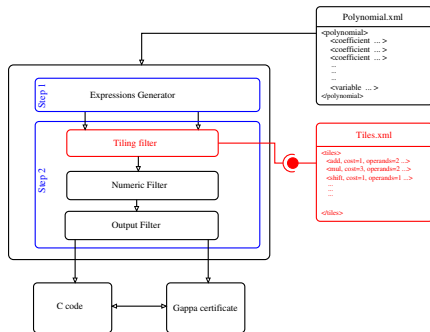 Polynomial.xml
<polynomial>
<coefficient ... >
<coefficient ... >
<coefficient ... >
...
...
<variable ... >
</polynomial>
Step 1
Expressions Generator
Step 2
Tiling filter
Numeric Filter
Output Filter
Tiles.xml
<tiles>
<add, cost=1, operands=2 ...>
<mul, cost=3, operands=2 ...>
<shift, cost=1, operands=1 ...>
...
...
...
</tiles>
C code
Gappa certificate